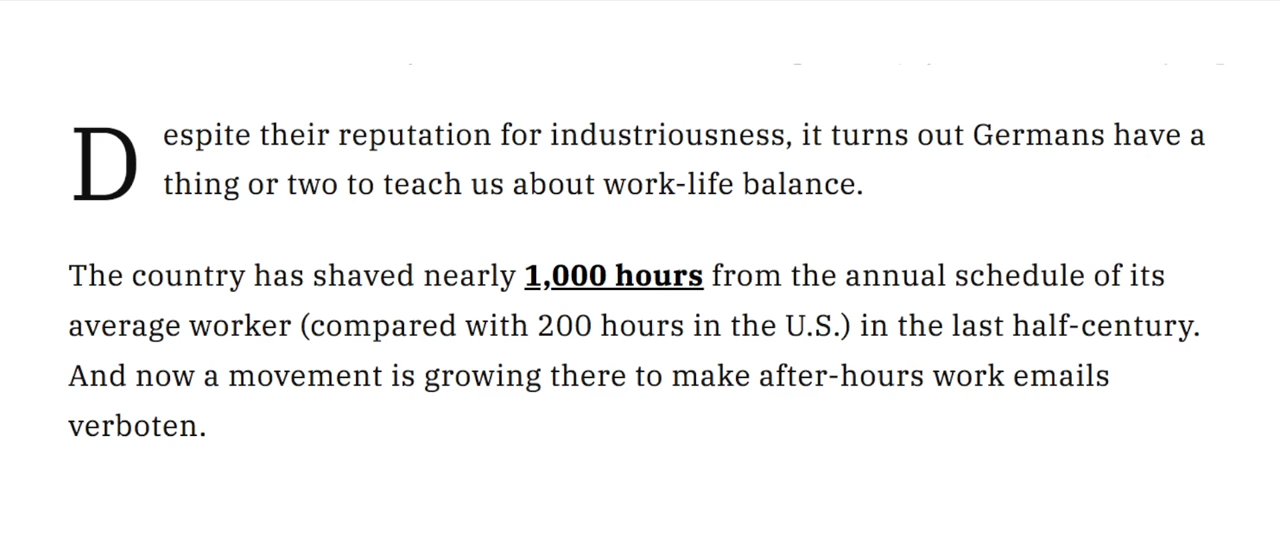 Despite their reputation for industriousness, it turns out Germans have a
thing or two to teach us about work-life balance.
The country has shaved nearly 1,000 hours from the annual schedule of its
average worker (compared with 200 hours in the U.S.) in the last half-century.
And now a movement is growing there to make after-hours work emails
verboten.